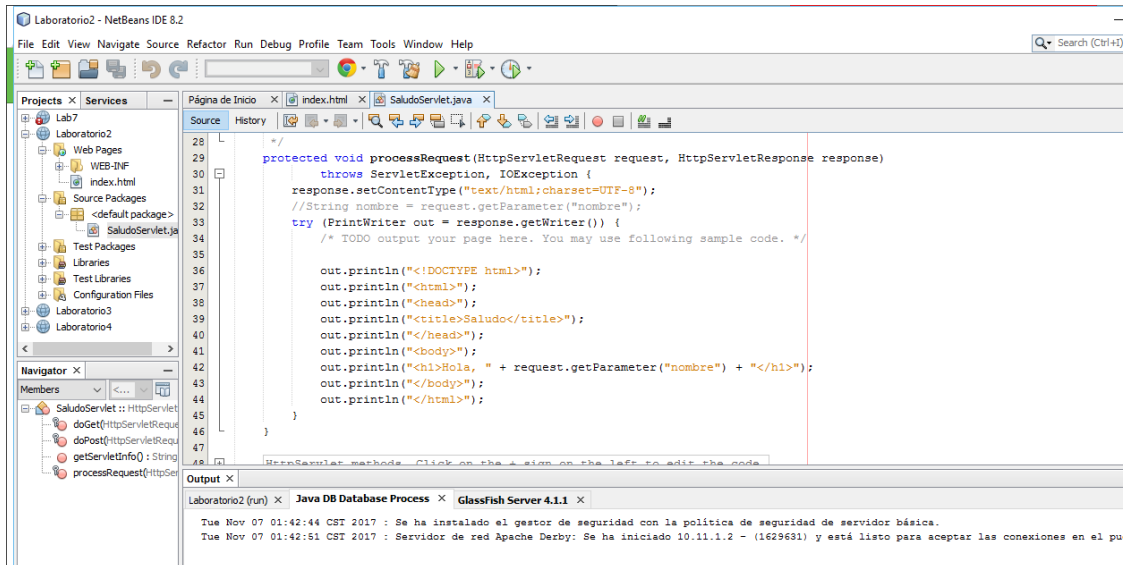 Laboratorio2 - NetBeans IDE 8.2
File Edit View Navigate Source Refactor Run Debug Profile Team Tools Window Help
Search (Ctrl+I)
Projects Services
Lab7
Laboratorio2
Web Pages
WEB-INF
index.html
Source Packages
<default package>
SaludoServlet.ja
Test Packages
Libraries
Test Libraries
Configuration Files
Laboratorio3
Laboratorio4
Navigator
Members <...
SaludoServlet :: HttpServlet
doGet(HttpServletReque
doPost(HttpServletRequ
getServletInfo() : String
processRequest(HttpSer
Página de Inicio index.html SaludoServlet.java
Source History
28 */
29 protected void processRequest(HttpServletRequest request, HttpServletResponse response)
30 throws ServletException, IOException {
31 response.setContentType("text/html;charset=UTF-8");
32 //String nombre = request.getParameter("nombre");
33 try (PrintWriter out = response.getWriter()) {
34 /* TODO output your page here. You may use following sample code. */
35
36 out.println("<!DOCTYPE html>");
37 out.println("<html>");
38 out.println("<head>");
39 out.println("<title>Saludo</title>");
40 out.println("</head>");
41 out.println("<body>");
42 out.println("<h1>Hola, " + request.getParameter("nombre") + "</h1>");
43 out.println("</body>");
44 out.println("</html>");
45 }
46 }
47
48 HttpServlet methods. Click on the + sign on the left to edit the code.
Output
Laboratorio2 (run) Java DB Database Process GlassFish Server 4.1.1
Tue Nov 07 01:42:44 CST 2017 : Se ha instalado el gestor de seguridad con la política de seguridad de servidor básica.
Tue Nov 07 01:42:51 CST 2017 : Servidor de red Apache Derby: Se ha iniciado 10.11.1.2 - (1629631) y está listo para aceptar las conexiones en el pu